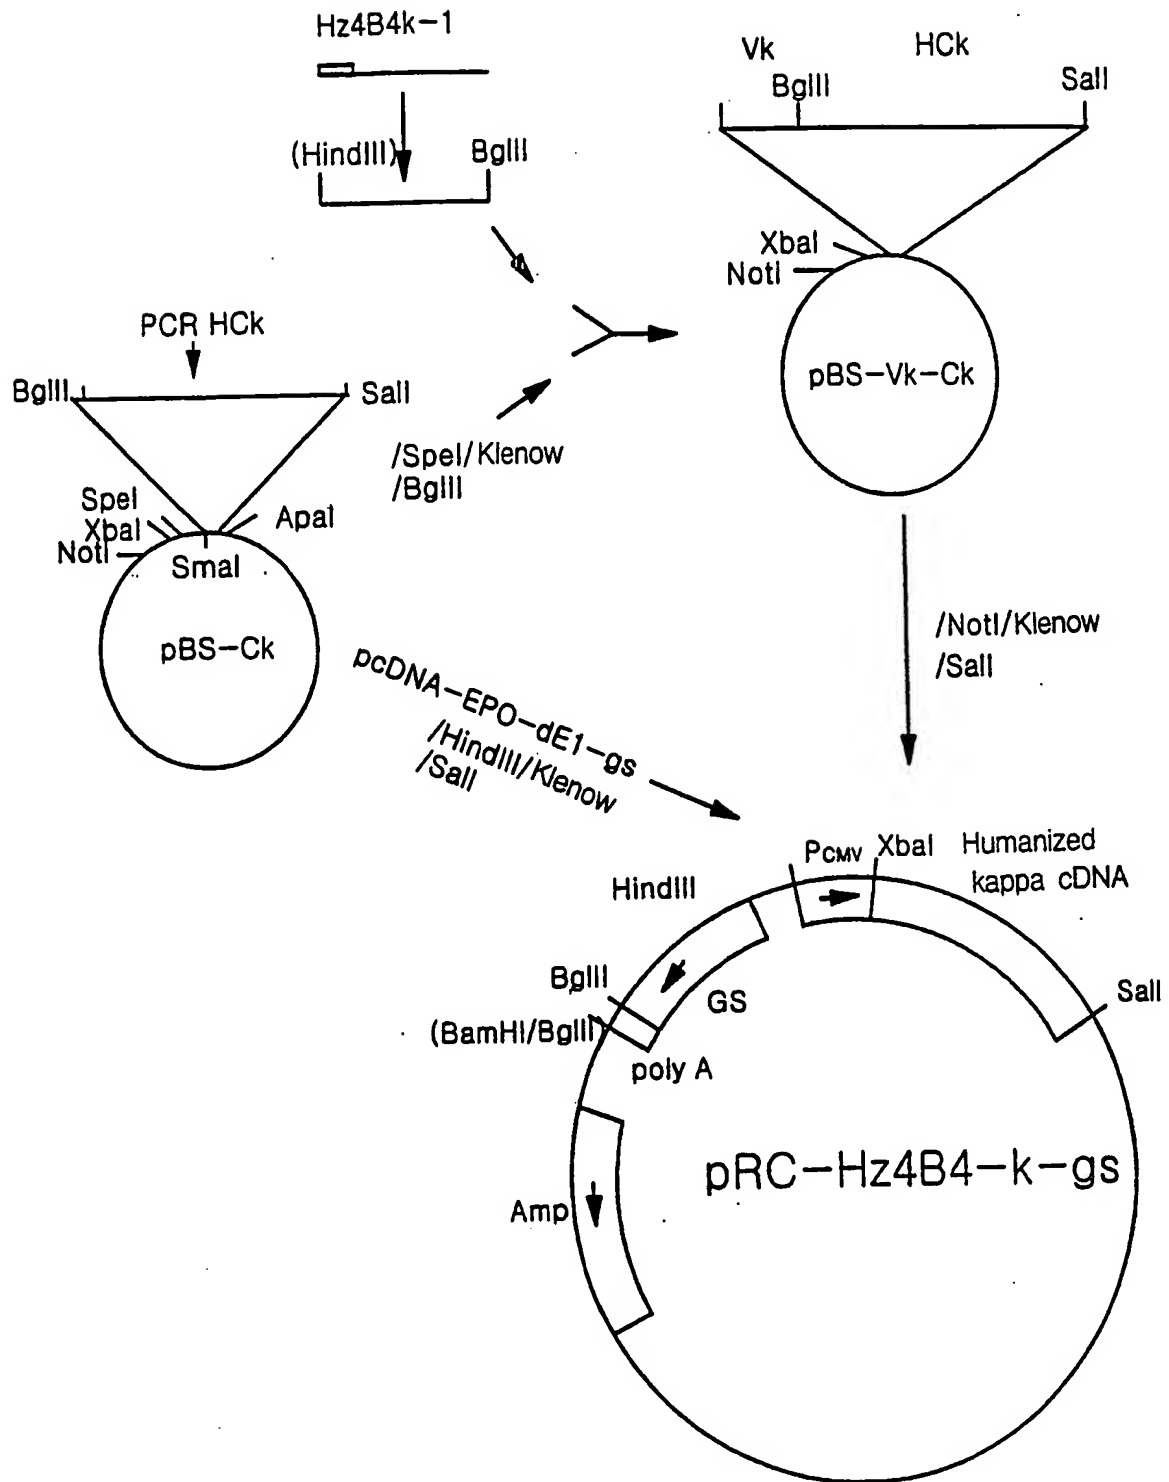 Hz4B4k-1
Vk
HCk
BglII
SalI
(HindIII)
BglII
XbaI
NotI
PCR HCk
BglII
SalI
pBS-Vk-Ck
/SpeI/Klenow
/BglII
SpeI
XbaI
NotI
ApaI
SmaI
pBS-Ck
/NotI/Klenow
/SalI
pcDNA-EPO-dE1-gs
/HindIII/Klenow
/SalI
PCMV
XbaI
Humanized
kappa cDNA
HindIII
BglII
(BamHI/BglII)
GS
poly A
SalI
pRC-Hz4B4-k-gs
Amp